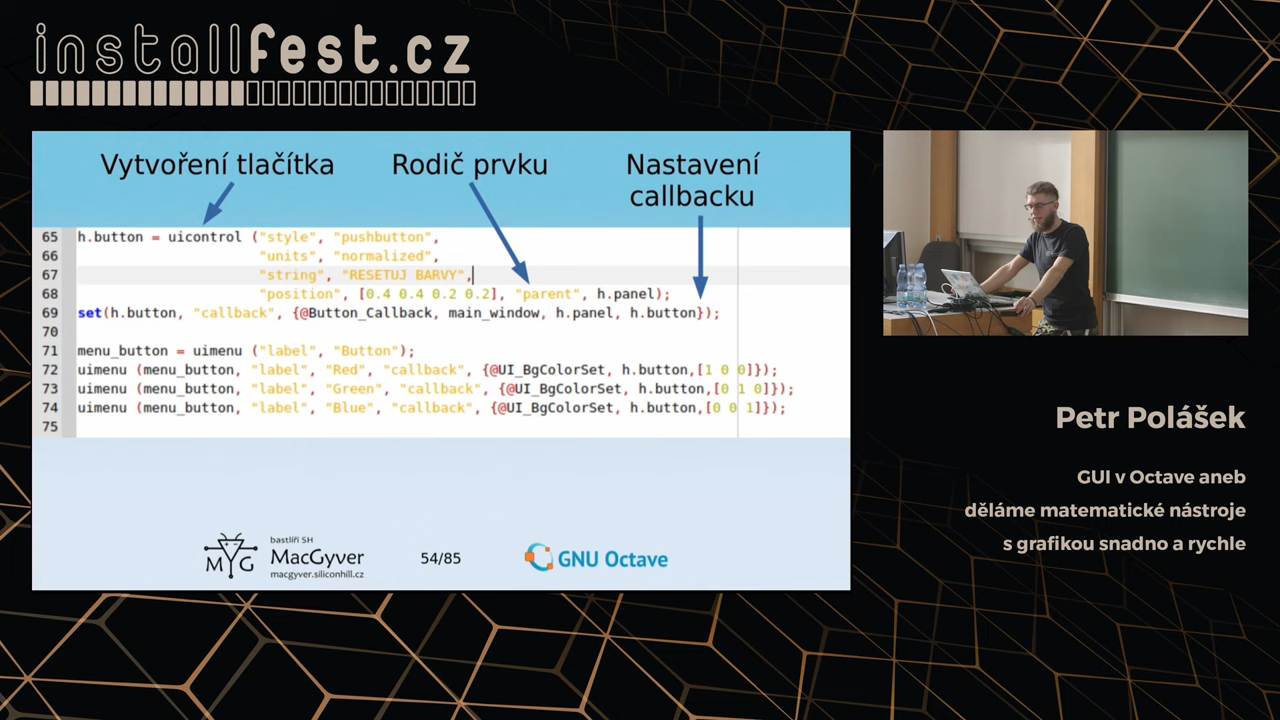 installfest.cz
Vytvoření tlačítka
Rodič prvku
Nastavení
callbacku
65 h.button = uicontrol ("style", "pushbutton",
66 "units", "normalized",
67 "string", "RESETUJ BARVY",
68 "position", [0.4 0.4 0.2 0.2], "parent", h.panel);
69 set(h.button, "callback", {@Button_Callback, main_window, h.panel, h.button});
70
71 menu_button = uimenu ("label", "Button");
72 uimenu (menu_button, "label", "Red", "callback", {@UI_BgColorSet, h.button,[1 0 0]});
73 uimenu (menu_button, "label", "Green", "callback", {@UI_BgColorSet, h.button,[0 1 0]});
74 uimenu (menu_button, "label", "Blue", "callback", {@UI_BgColorSet, h.button,[0 0 1]});
75
MYG
bastlíři SH
MacGyver
macgyver.siliconhill.cz
54/85
GNU Octave
Petr Polášek
GUI v Octave aneb
děláme matematické nástroje
s grafikou snadno a rychle